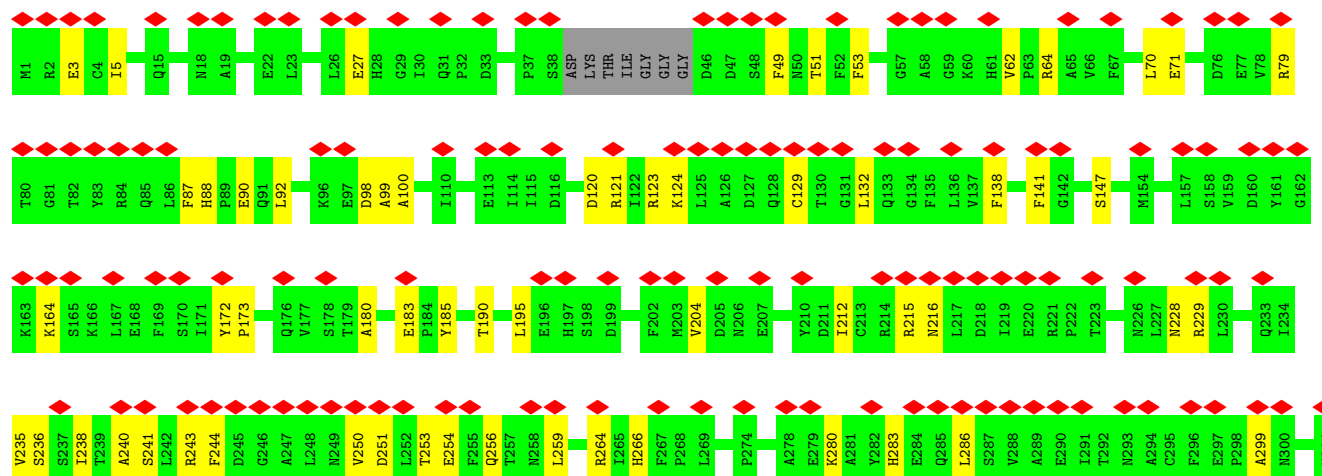 M1 R2 E3 C4 I5 Q15 N18 A19 E22 L23 L26 E27 H28 G29 I30 Q31 P32 D33 P37 S38 ASP LYS THR ILE GLY GLY GLY D46 D47 S48 F49 N50 T51 F52 F53 G57 A58 G59 K60 H61 V62 P63 R64 A65 V66 F67 L70 E71 D76 E77 V78 R79
T80 G81 T82 Y83 R84 Q85 L86 F87 H88 P89 E90 Q91 L92 K96 E97 D98 A99 A100 I110 E113 I114 I115 D116 D120 R121 I122 R123 K124 L125 A126 D127 Q128 C129 T130 G131 L132 Q133 G134 F135 L136 V137 F138 F141 G142 S147 M154 L157 S158 V159 D160 Y161 G162
K163 K164 S165 K166 L167 E168 F169 S170 I171 Y172 P173 Q176 V177 S178 T179 A180 E183 P184 Y185 T190 L195 E196 H197 S198 D199 F202 M203 V204 D205 N206 E207 Y210 D211 I212 C213 R214 R215 N216 L217 D218 I219 E220 R221 P222 T223 N226 L227 N228 R229 L230 Q233 I234
V235 S236 S237 I238 T239 A240 S241 L242 R243 F244 D245 G246 A247 L248 N249 V250 D251 L252 T253 E254 F255 Q256 T257 N258 L259 R264 I265 H266 F267 P268 L269 P274 A278 E279 K280 A281 Y282 H283 E284 Q285 L286 S287 V288 A289 E290 I291 T292 N293 A294 C295 F296 E297 P298 A299 N300